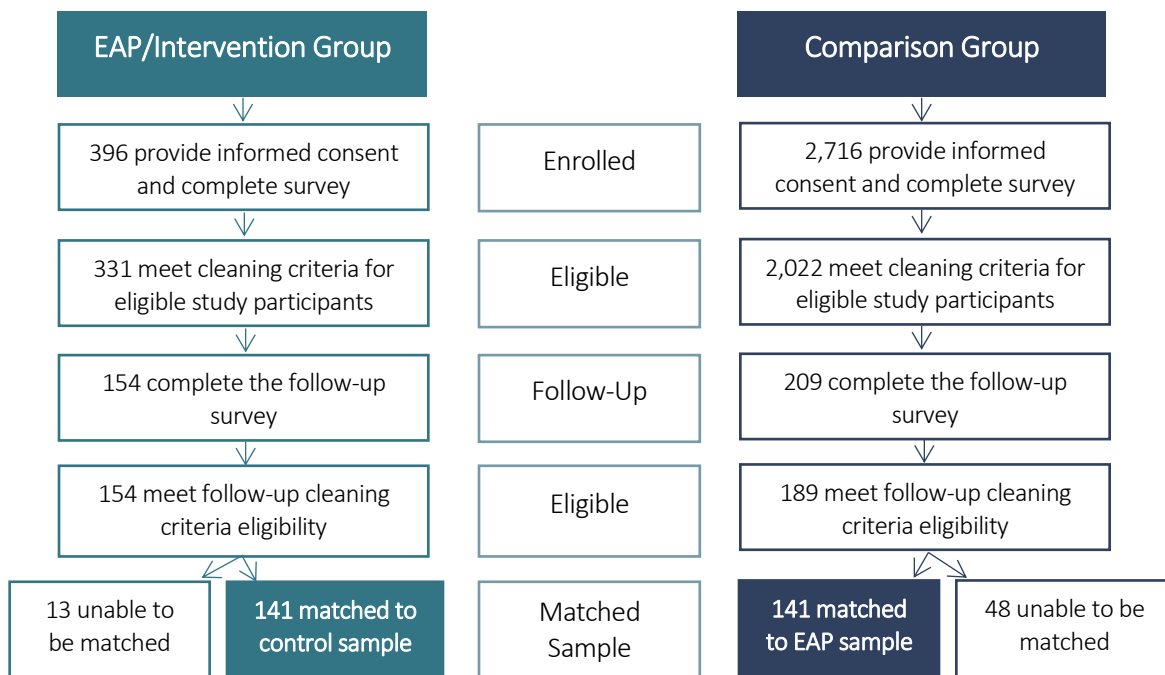 EAP/Intervention Group
Comparison Group
396 provide informed consent
and complete survey
Enrolled
2,716 provide informed
consent and complete survey
331 meet cleaning criteria for
eligible study participants
Eligible
2,022 meet cleaning criteria for
eligible study participants
154 complete the follow-up
survey
Follow-Up
209 complete the follow-up
survey
154 meet follow-up cleaning
criteria eligibility
Eligible
189 meet follow-up cleaning
criteria eligibility
13 unable to
be matched
141 matched to
control sample
Matched
Sample
141 matched
to EAP sample
48 unable to be
matched